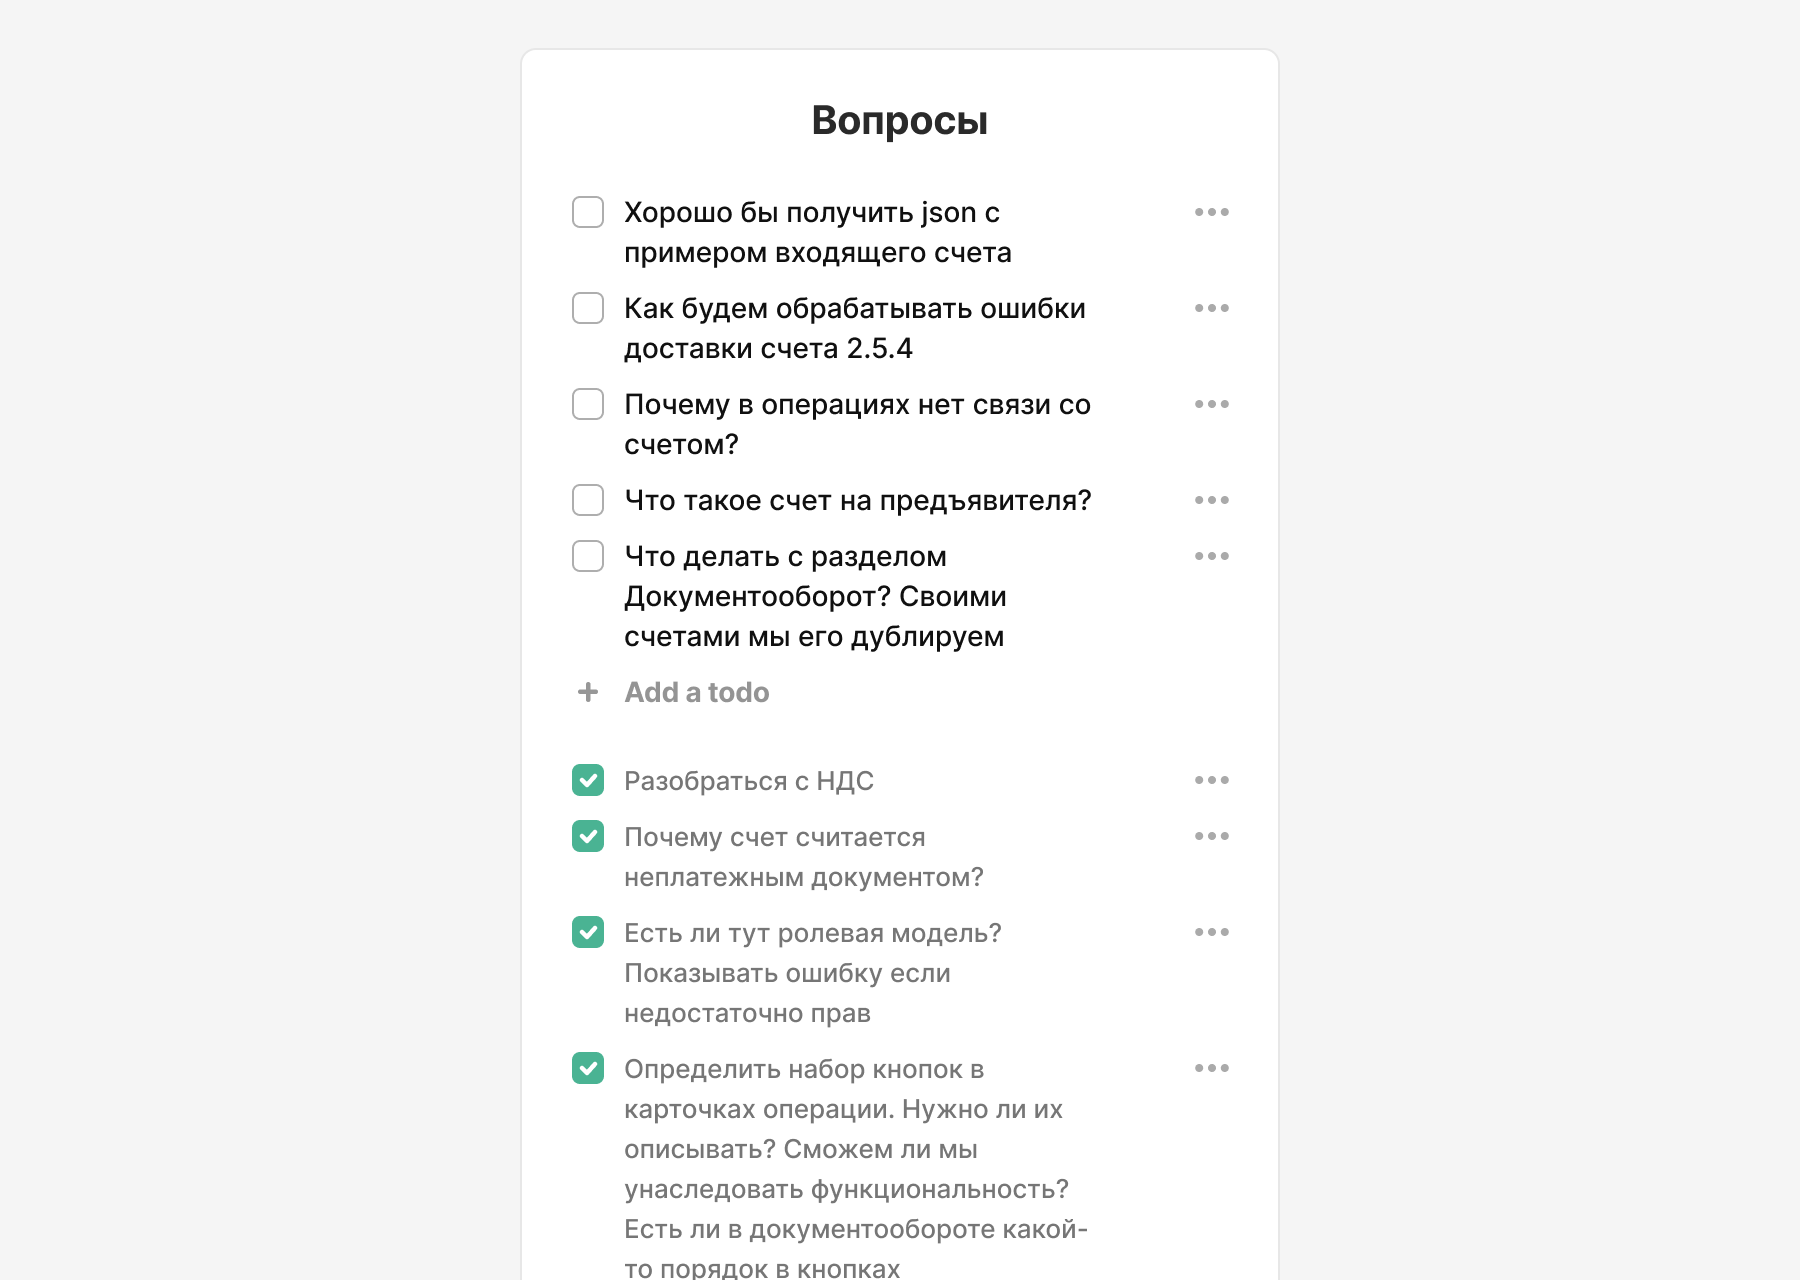 Вопросы
Хорошо бы получить json с
примером входящего счета
Как будем обрабатывать ошибки
доставки счета 2.5.4
Почему в операциях нет связи со
счетом?
Что такое счет на предъявителя?
Что делать с разделом
Документооборот? Своими
счетами мы его дублируем
Add a todo
Разобраться с НДС
Почему счет считается
неплатежным документом?
Есть ли тут ролевая модель?
Показывать ошибку если
недостаточно прав
Определить набор кнопок в
карточках операции. Нужно ли их
описывать? Сможем ли мы
унаследовать функциональность?
Есть ли в документообороте какой-
то порядок в кнопках